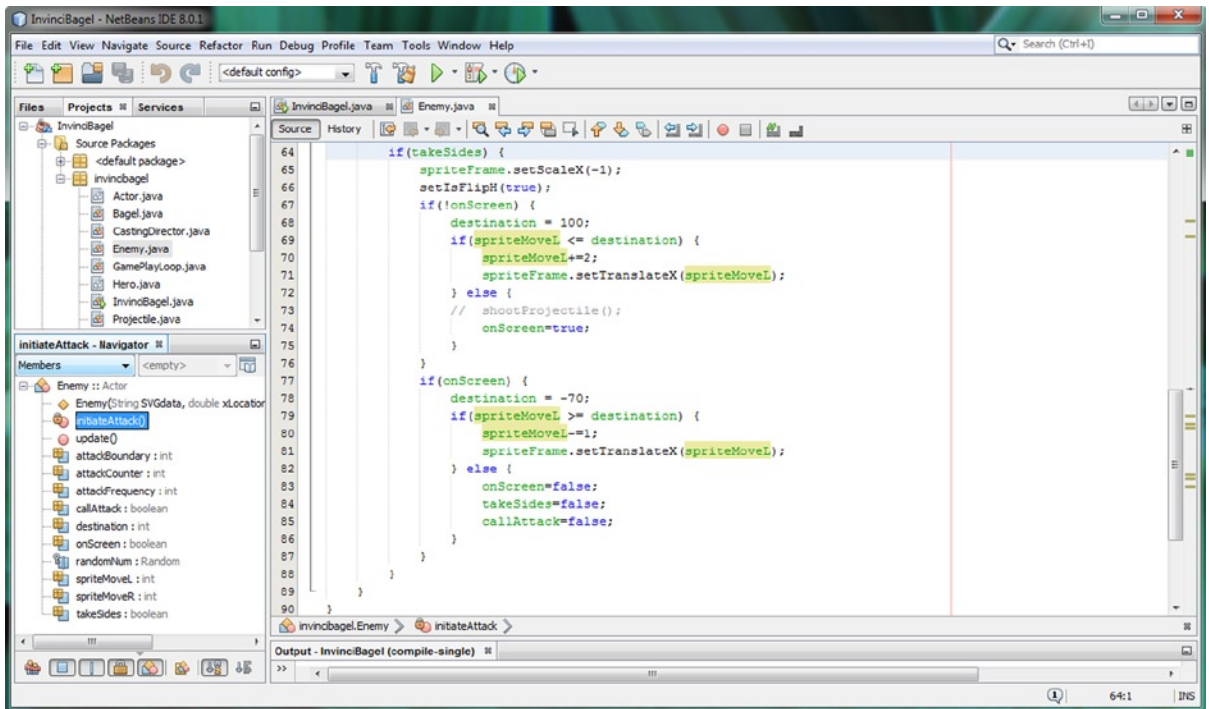 InvinciBagel - NetBeans IDE 8.0.1
File Edit View Navigate Source Refactor Run Debug Profile Team Tools Window Help
Search (Ctrl+I)
<default config>
Files Projects Services
InvinciBagel
Source Packages
<default package>
invincibagel
Actor.java
Bagel.java
CastingDirector.java
Enemy.java
GamePlayLoop.java
Hero.java
InvinciBagel.java
Projectile.java
initiateAttack - Navigator
Members <empty>
Enemy :: Actor
Enemy(String SVGdata, double xLocation
initiateAttack()
update()
attackBoundary : int
attackCounter : int
attackFrequency : int
callAttack : boolean
destination : int
onScreen : boolean
randomNum : Random
spriteMoveL : int
spriteMoveR : int
takeSides : boolean
InvinciBagel.java Enemy.java
Source History
64 if(takeSides) {
65 spriteFrame.setScaleX(-1);
66 setIsFlipH(true);
67 if(!onScreen) {
68 destination = 100;
69 if(spriteMoveL <= destination) {
70 spriteMoveL+=2;
71 spriteFrame.setTranslateX(spriteMoveL);
72 } else {
73 // shootProjectile();
74 onScreen=true;
75 }
76 }
77 if(onScreen) {
78 destination = -70;
79 if(spriteMoveL >= destination) {
80 spriteMoveL-=1;
81 spriteFrame.setTranslateX(spriteMoveL);
82 } else {
83 onScreen=false;
84 takeSides=false;
85 callAttack=false;
86 }
87 }
88 }
89 }
90 }
invincibagel.Enemy initiateAttack
Output - InvinciBagel (compile-single)
64:1 INS